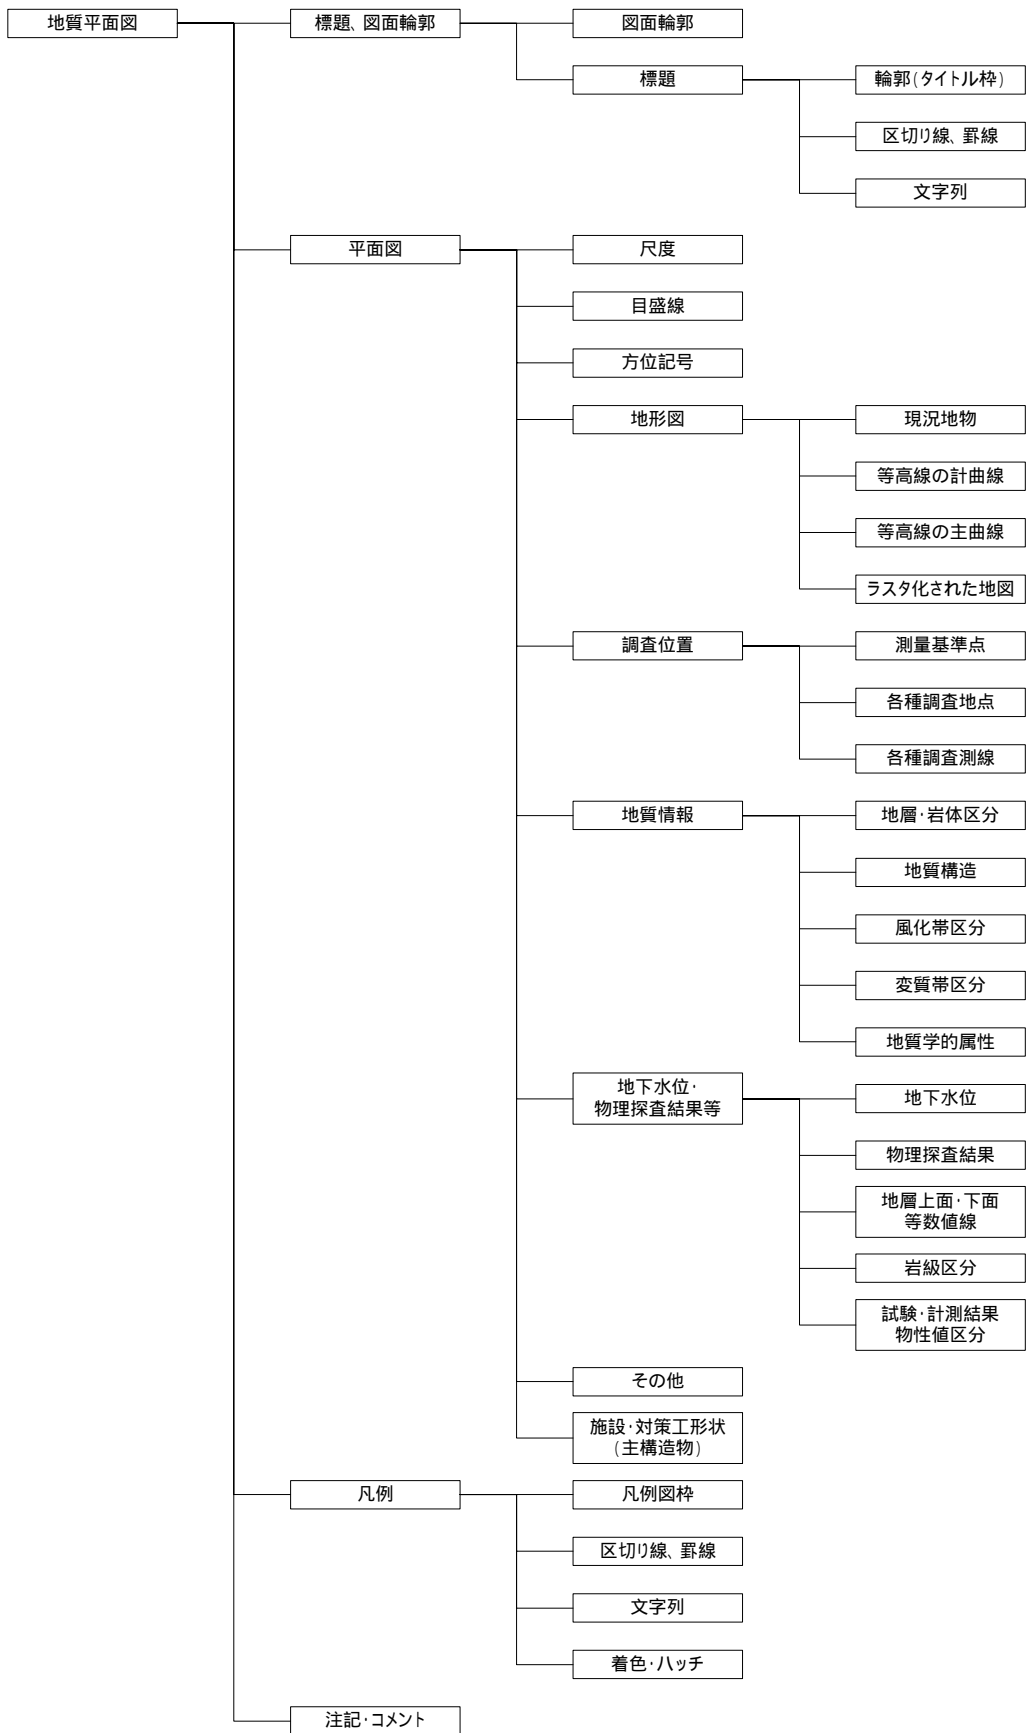 地質平面図
標題、図面輪郭
図面輪郭
標題
輪郭(タイトル枠)
区切り線、罫線
文字列
平面図
尺度
目盛線
方位記号
地形図
現況地物
等高線の計曲線
等高線の主曲線
ラスタ化された地図
調査位置
測量基準点
各種調査地点
各種調査測線
地質情報
地層・岩体区分
地質構造
風化帯区分
変質帯区分
地質学的属性
地下水位・
物理探査結果等
地下水位
物理探査結果
地層上面・下面
等数値線
岩級区分
試験・計測結果
物性値区分
その他
施設・対策工形状
(主構造物)
凡例
凡例図枠
区切り線、罫線
文字列
着色・ハッチ
注記・コメント